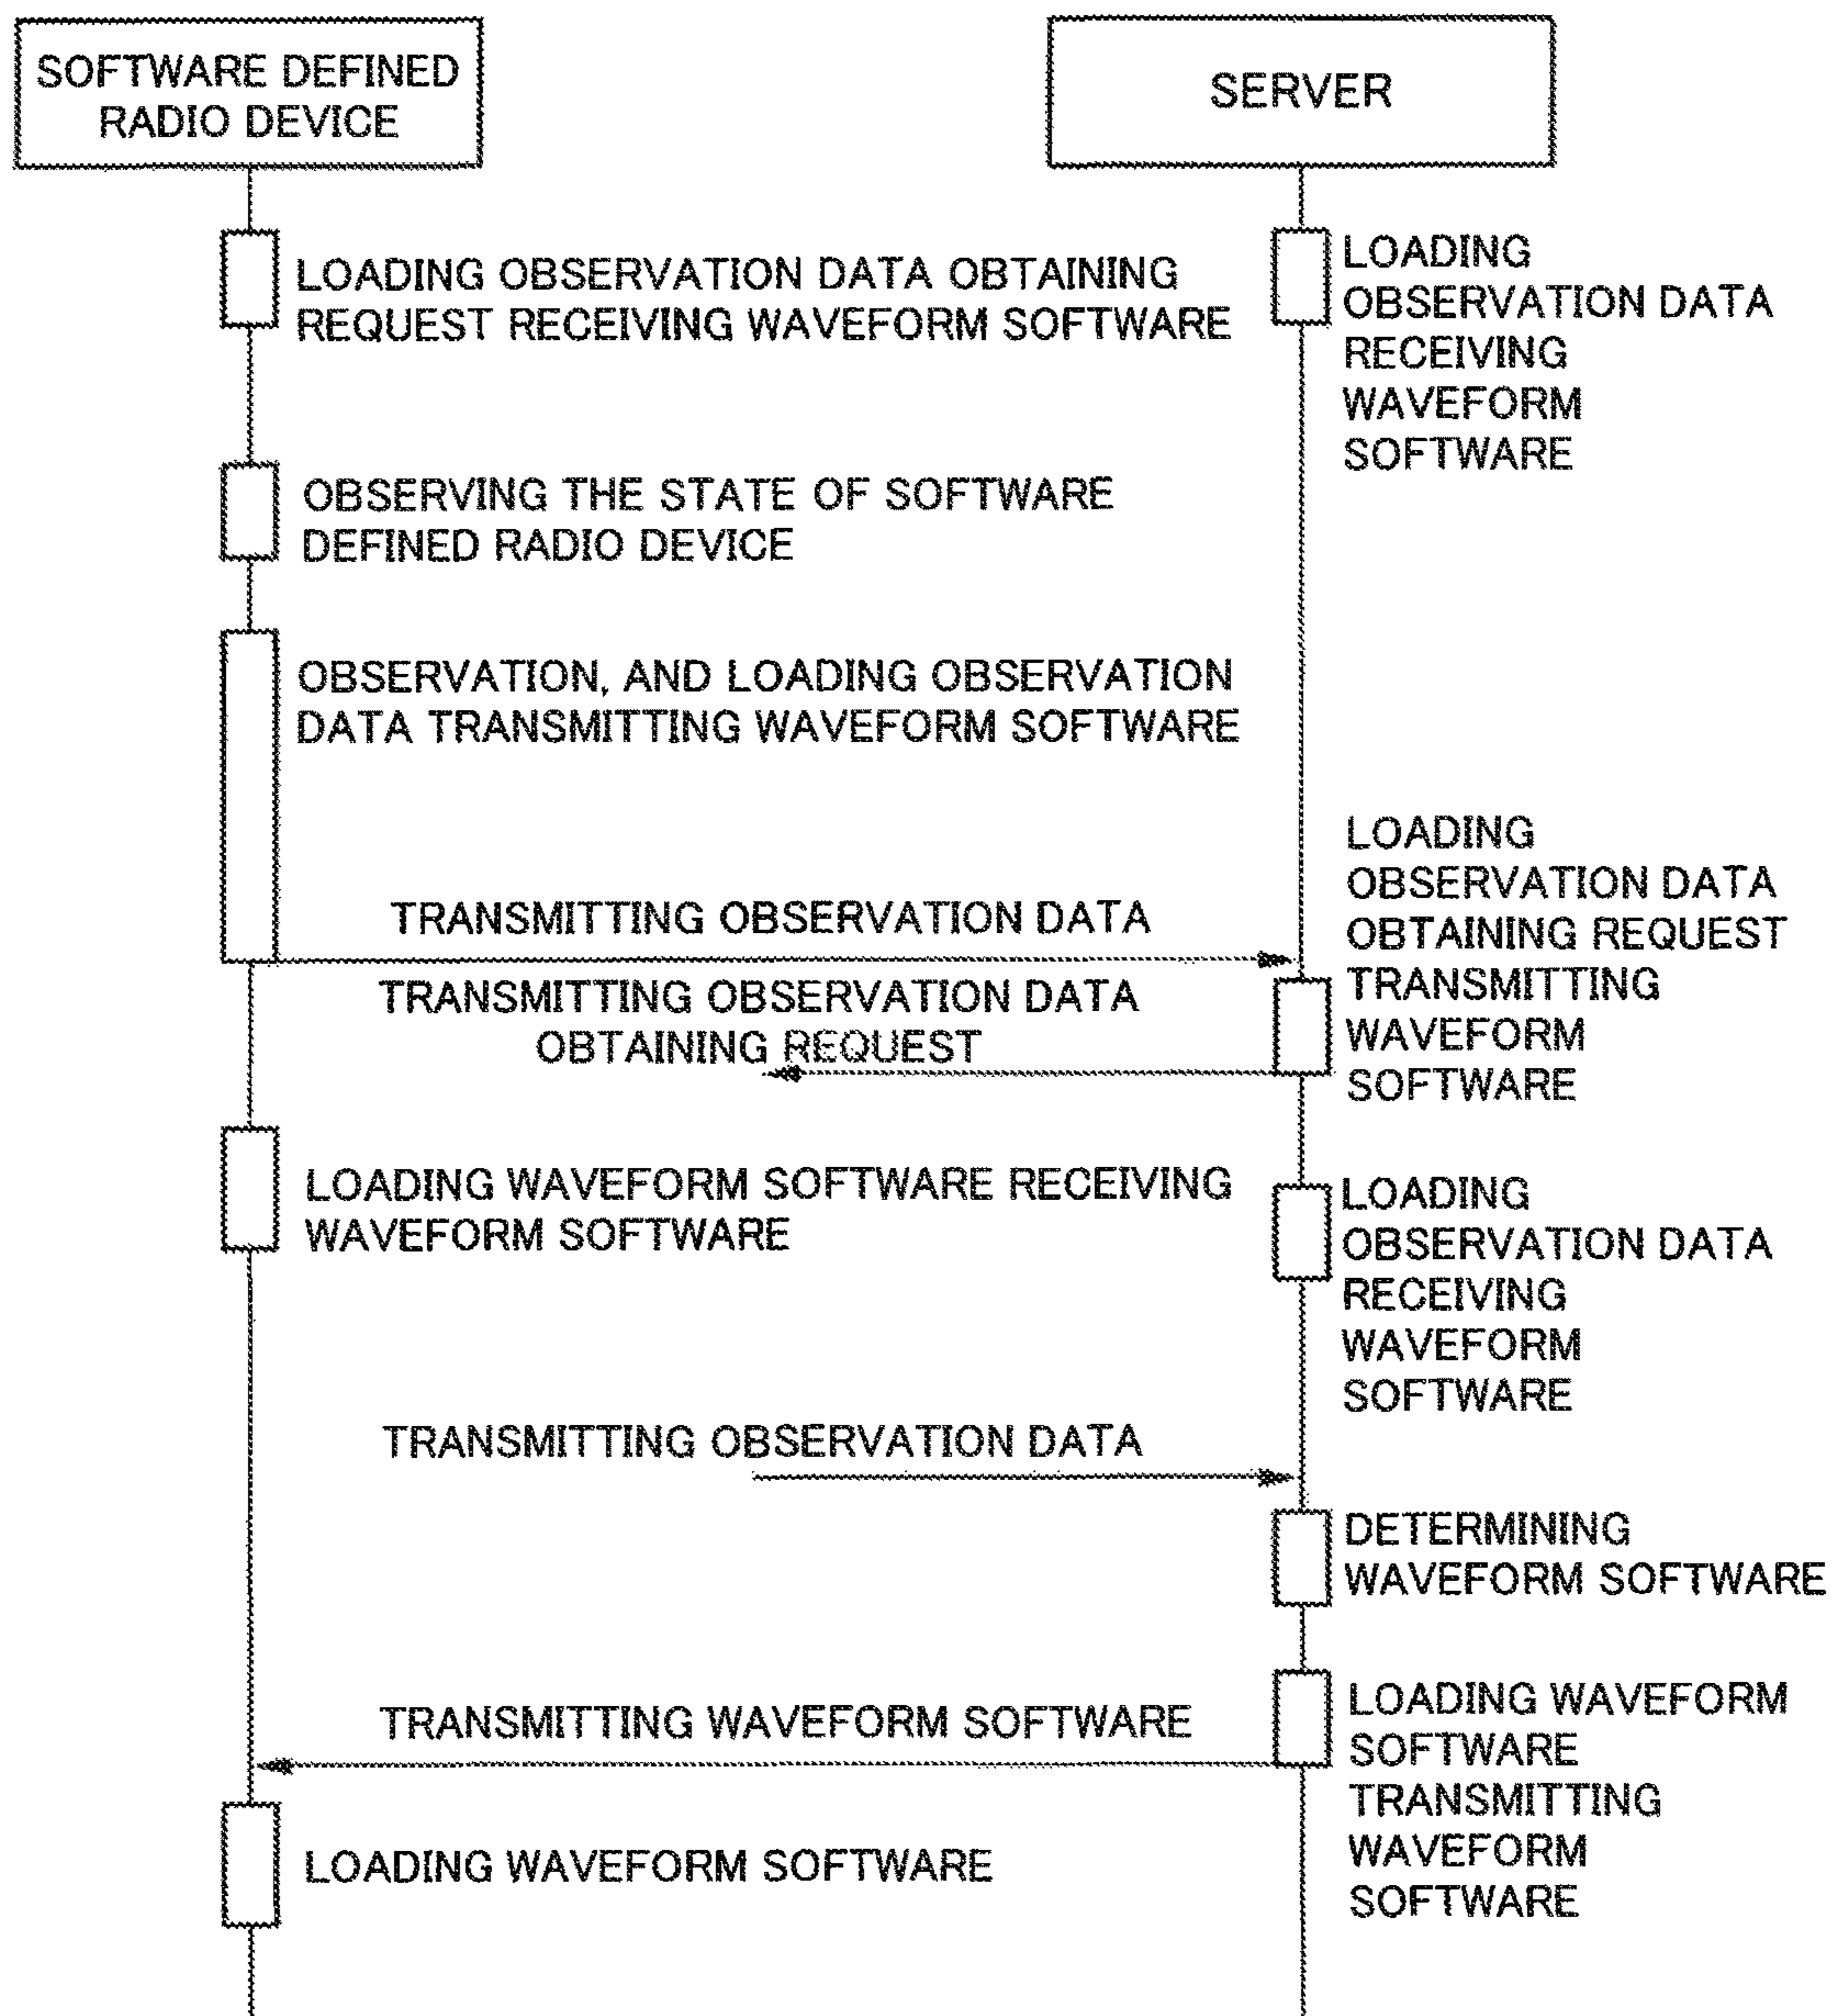 SOFTWARE DEFINED
RADIO DEVICE
SERVER
LOADING OBSERVATION DATA OBTAINING
REQUEST RECEIVING WAVEFORM SOFTWARE
LOADING
OBSERVATION DATA
RECEIVING
WAVEFORM
SOFTWARE
OBSERVING THE STATE OF SOFTWARE
DEFINED RADIO DEVICE
OBSERVATION, AND LOADING OBSERVATION
DATA TRANSMITTING WAVEFORM SOFTWARE
TRANSMITTING OBSERVATION DATA
LOADING
OBSERVATION DATA
OBTAINING REQUEST
TRANSMITTING
WAVEFORM
SOFTWARE
TRANSMITTING OBSERVATION DATA
OBTAINING REQUEST
LOADING WAVEFORM SOFTWARE RECEIVING
WAVEFORM SOFTWARE
LOADING
OBSERVATION DATA
RECEIVING
WAVEFORM
SOFTWARE
TRANSMITTING OBSERVATION DATA
DETERMINING
WAVEFORM SOFTWARE
TRANSMITTING WAVEFORM SOFTWARE
LOADING WAVEFORM
SOFTWARE
TRANSMITTING
WAVEFORM
SOFTWARE
LOADING WAVEFORM SOFTWARE